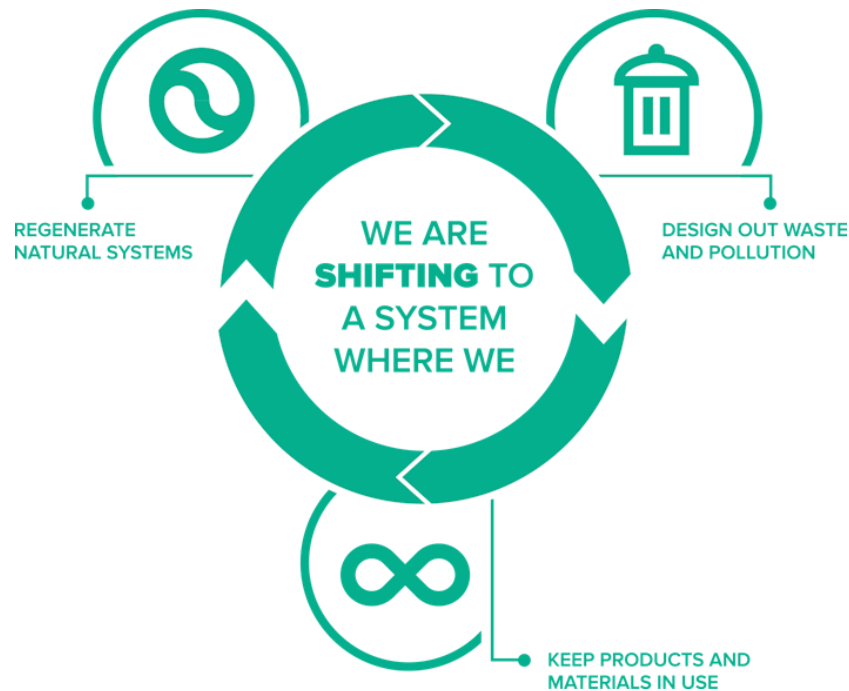 WE ARE
SHIFTING TO
A SYSTEM
WHERE WE
REGENERATE
NATURAL SYSTEMS
DESIGN OUT WASTE
AND POLLUTION
KEEP PRODUCTS AND
MATERIALS IN USE